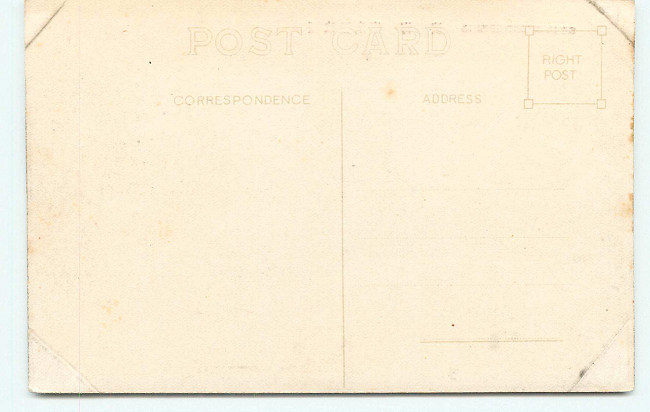 POST CARD
RIGHT
POST
CORRESPONDENCE
ADDRESS